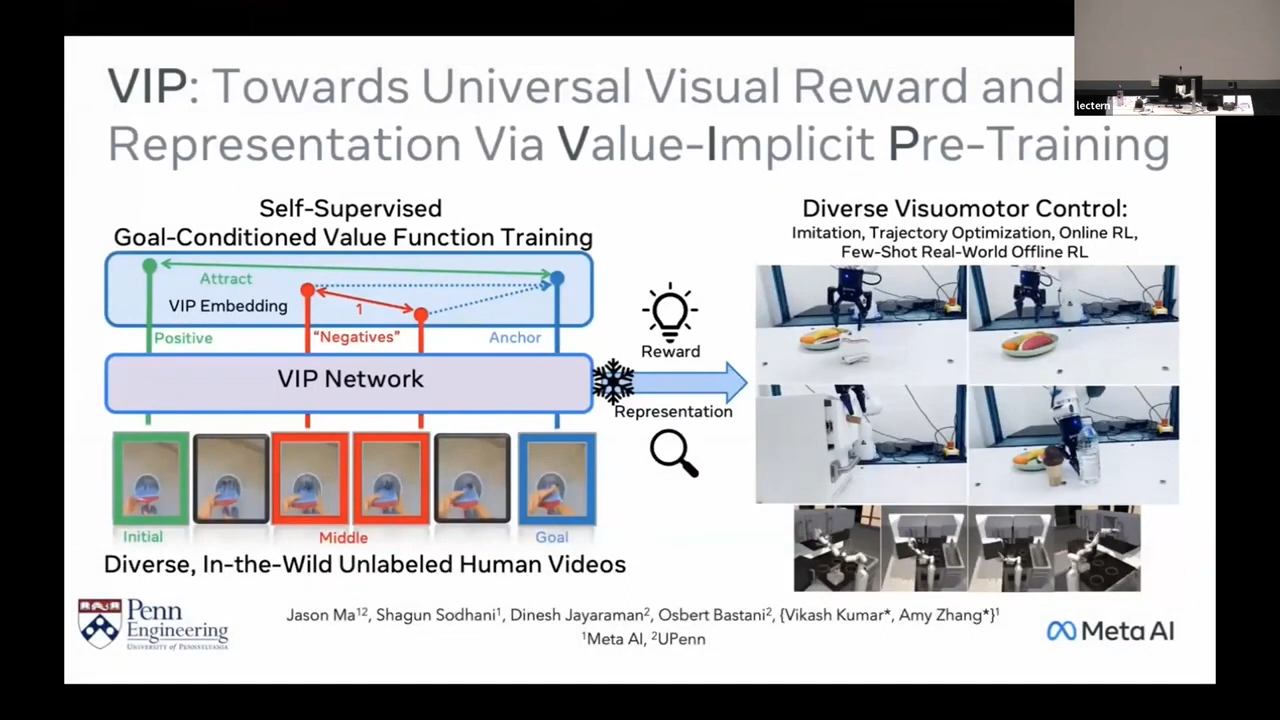 VIP: Towards Universal Visual Reward and
Representation Via Value-Implicit Pre-Training
lectern
Self-Supervised
Goal-Conditioned Value Function Training
Attract
VIP Embedding
1
Positive
"Negatives"
Anchor
VIP Network
Initial
Middle
Goal
Diverse, In-the-Wild Unlabeled Human Videos
Reward
Representation
Diverse Visuomotor Control:
Imitation, Trajectory Optimization, Online RL,
Few-Shot Real-World Offline RL
Penn
Engineering
UNIVERSITY OF PENNSYLVANIA
Jason Ma¹², Shagun Sodhani¹, Dinesh Jayaraman², Osbert Bastani², {Vikash Kumar*, Amy Zhang*}¹
¹Meta AI, ²UPenn
Meta AI